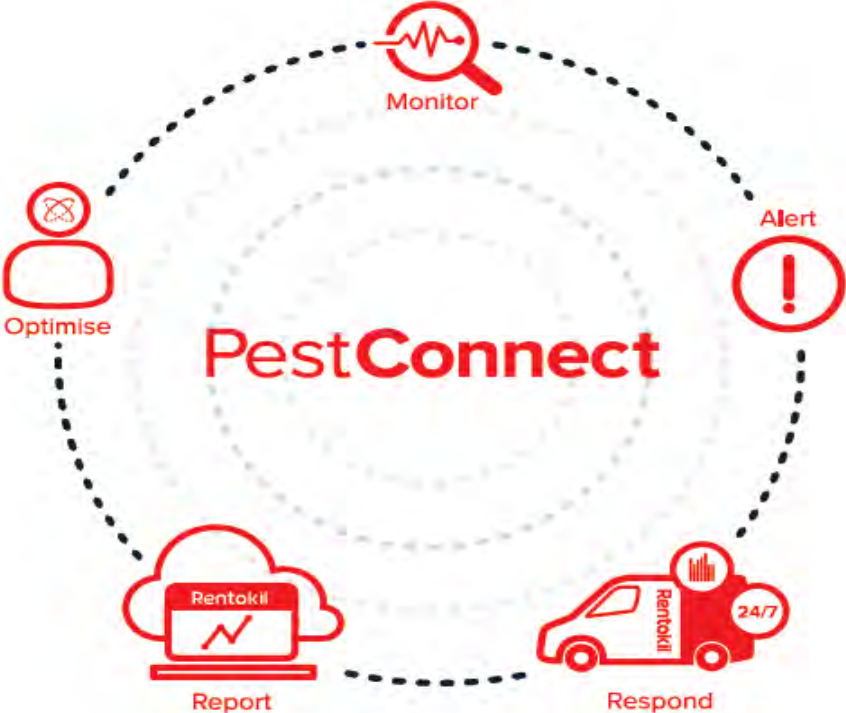 Monitor
Alert
Optimise
PestConnect
Rentokil
Rentokil
24/7
Report
Respond